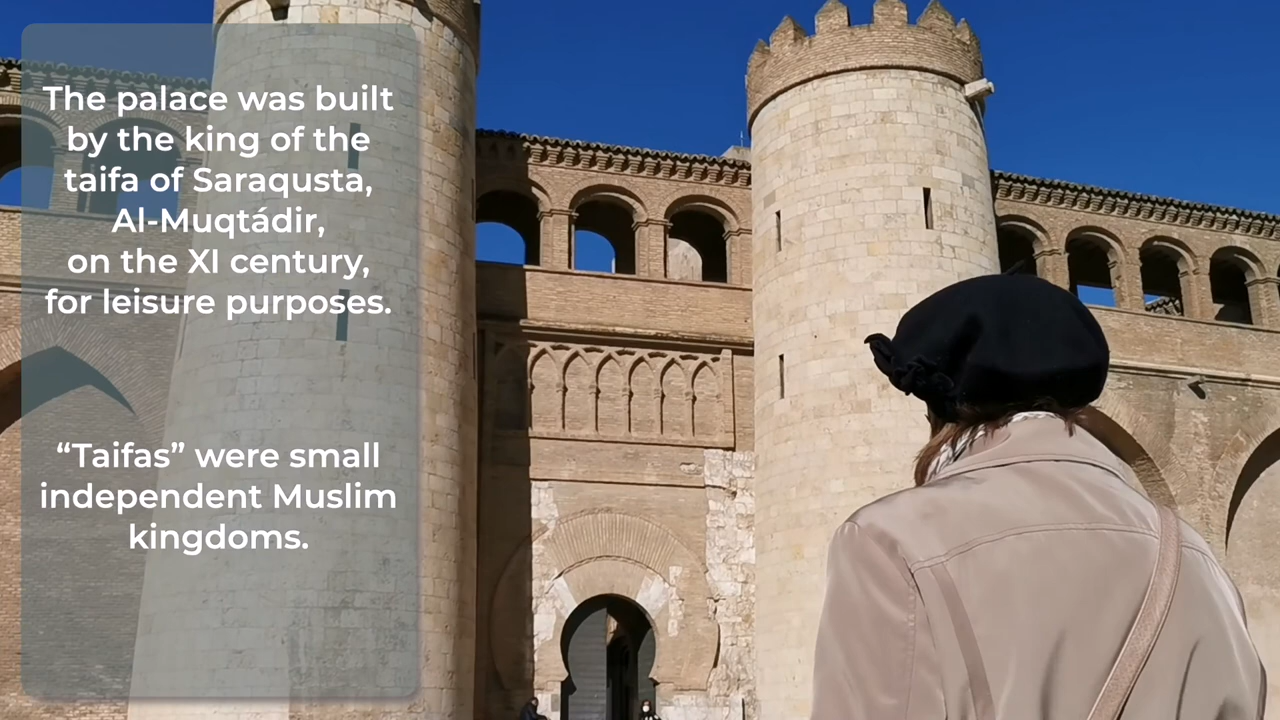 The palace was built
by the king of the
taifa of Saraqusta,
Al-Muqtádir,
on the XI century,
for leisure purposes.
“Taifas” were small
independent Muslim
kingdoms.